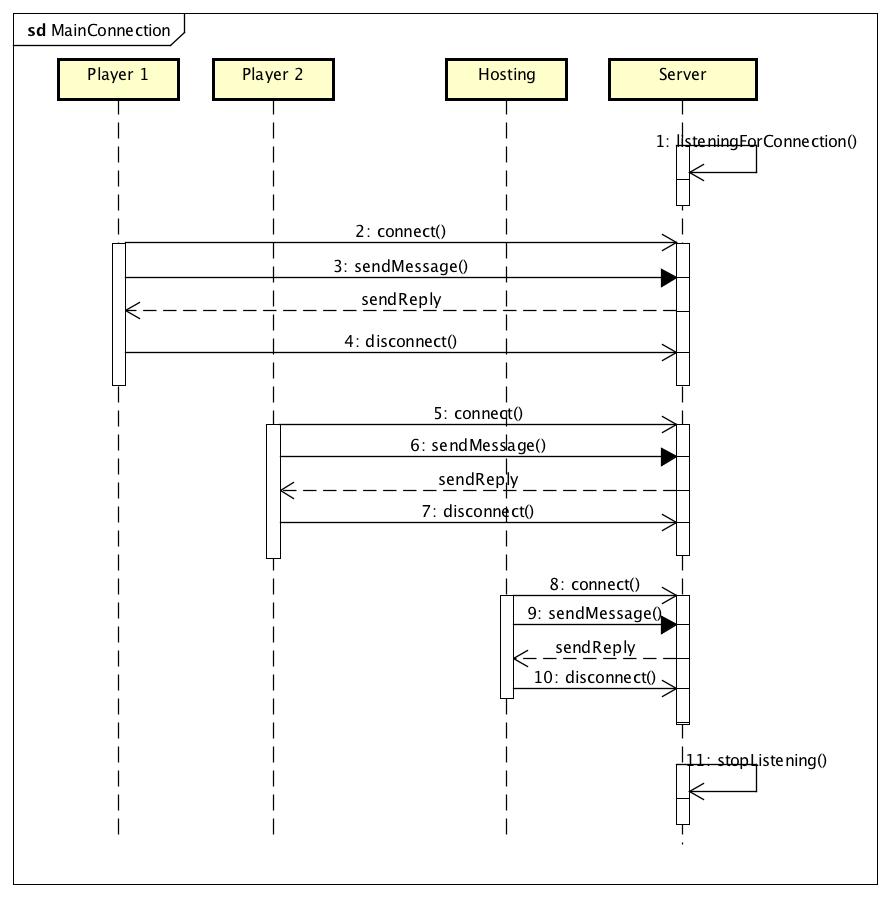 sd MainConnection
Player 1
Player 2
Hosting
Server
1: listeningForConnection()
2: connect()
3: sendMessage()
sendReply
4: disconnect()
5: connect()
6: sendMessage()
sendReply
7: disconnect()
8: connect()
9: sendMessage()
sendReply
10: disconnect()
11: stopListening()